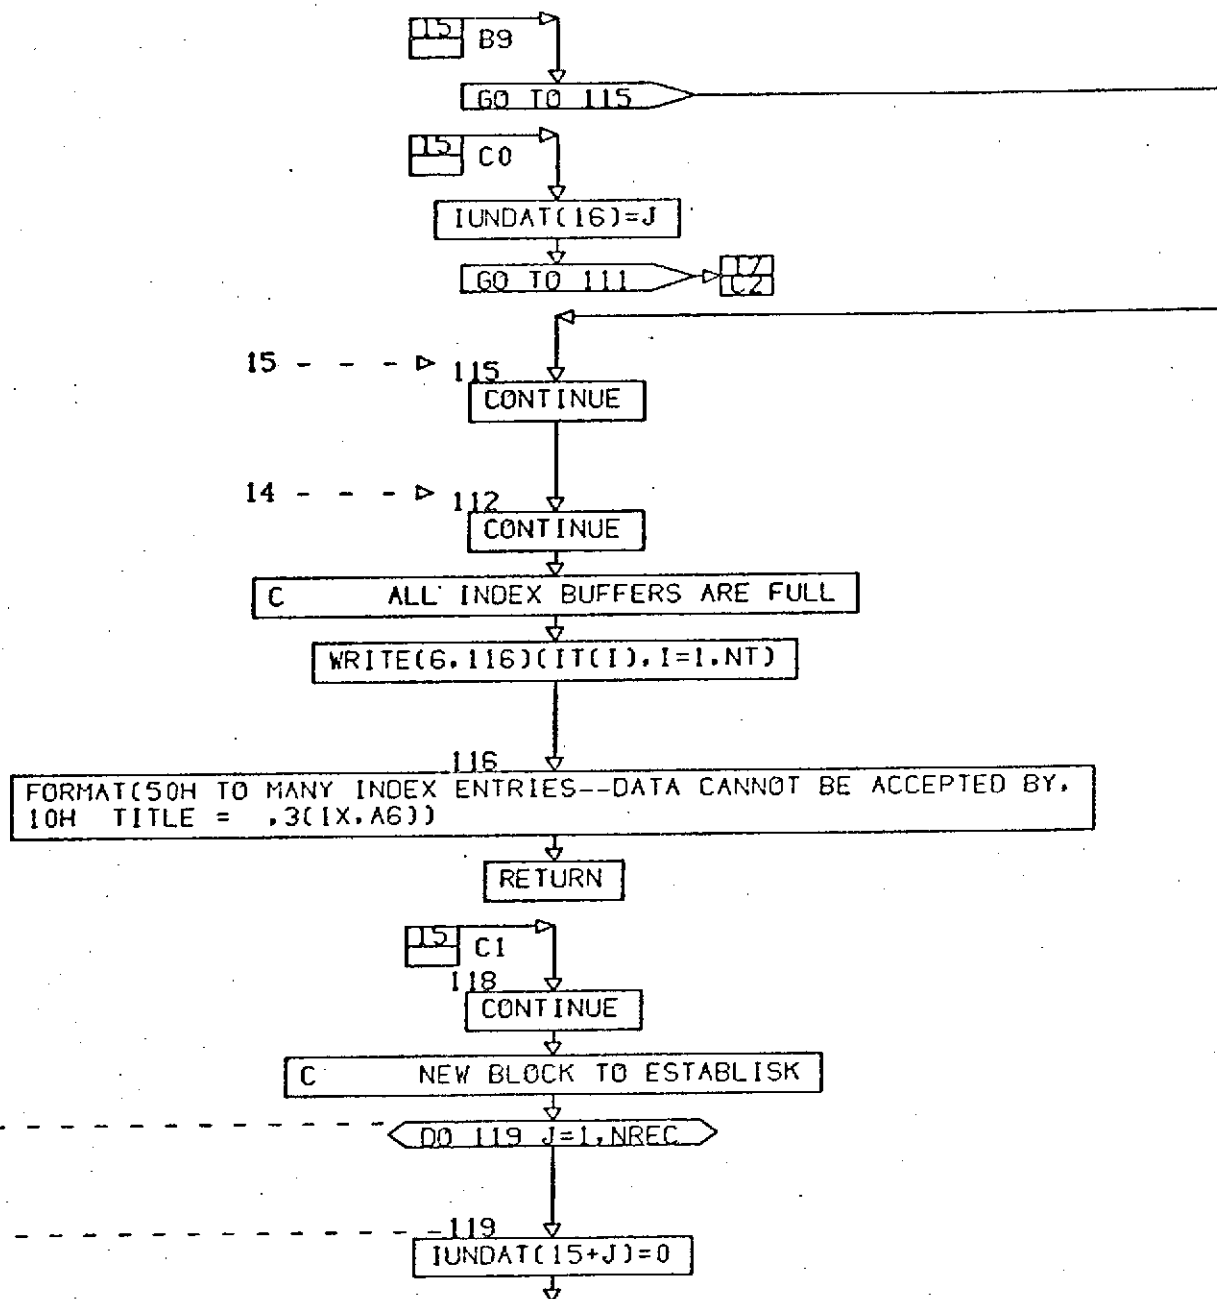 15 B9
GO TO 115
15 C0
IUNDAT(16)=J
GO TO 111
17
C2
15 - - - 115
CONTINUE
14 - - - 112
CONTINUE
C ALL INDEX BUFFERS ARE FULL
WRITE(6,116)(IT(I),I=1,NT)
116
FORMAT(50H TO MANY INDEX ENTRIES--DATA CANNOT BE ACCEPTED BY,
10H TITLE = ,3(1X,A6))
RETURN
15 C1
118
CONTINUE
C NEW BLOCK TO ESTABLISK
DO 119 J=1,NREC
119
IUNDAT(15+J)=0